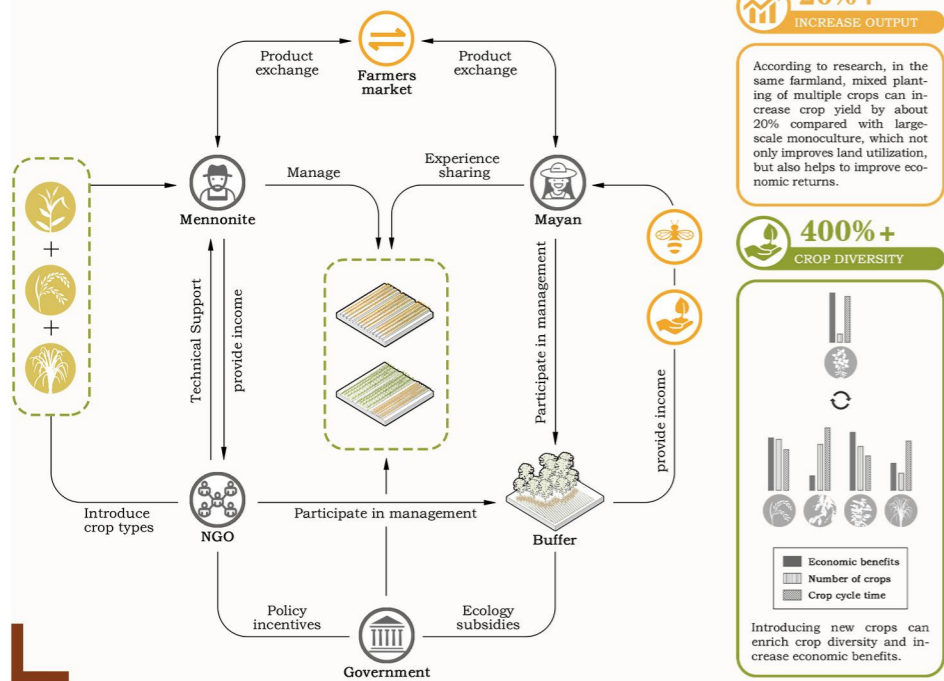 20%+
INCREASE OUTPUT
Product
exchange
Farmers
market
Product
exchange
According to research, in the
same farmland, mixed plant-
ing of multiple crops can in-
crease crop yield by about
20% compared with large-
scale monoculture, which not
only improves land utilization,
but also helps to improve eco-
nomic returns.
Mennonite
Manage
Experience
sharing
Mayan
+
+
Technical Support
provide income
Participate in management
provide income
400%+
CROP DIVERSITY
Introduce
crop types
NGO
Participate in management
Buffer
Policy
incentives
Ecology
subsidies
Government
Economic benefits
Number of crops
Crop cycle time
Introducing new crops can
enrich crop diversity and in-
crease economic benefits.